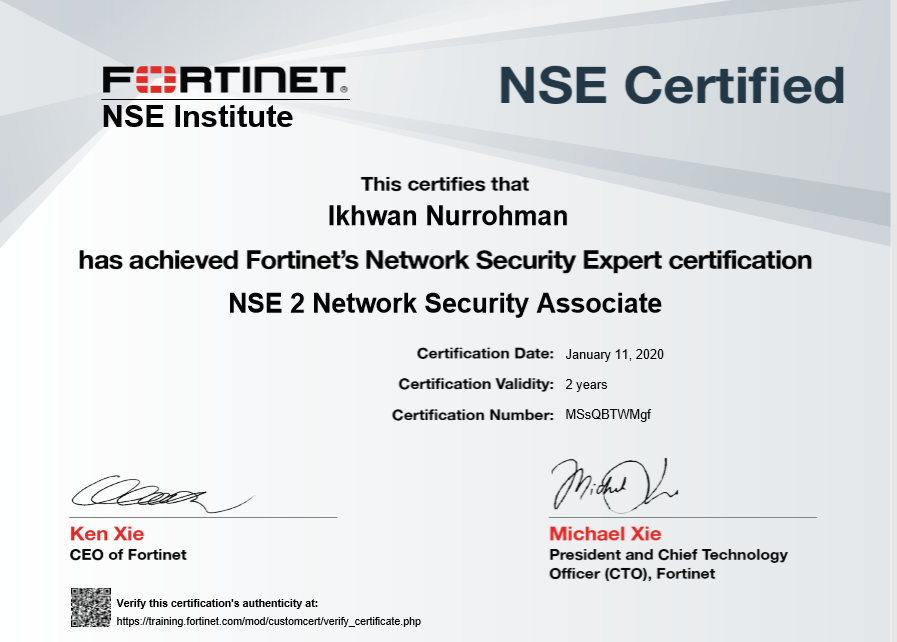 FORTINET®
NSE Institute
NSE Certified
This certifies that
Ikhwan Nurrohman
has achieved Fortinet's Network Security Expert certification
NSE 2 Network Security Associate
Certification Date: January 11, 2020
Certification Validity: 2 years
Certification Number: MSsQBTWMgf
Ken Xie
CEO of Fortinet
Michael Xie
President and Chief Technology
Officer (CTO), Fortinet
Verify this certification's authenticity at:
https://training.fortinet.com/mod/customcert/verify_certificate.php